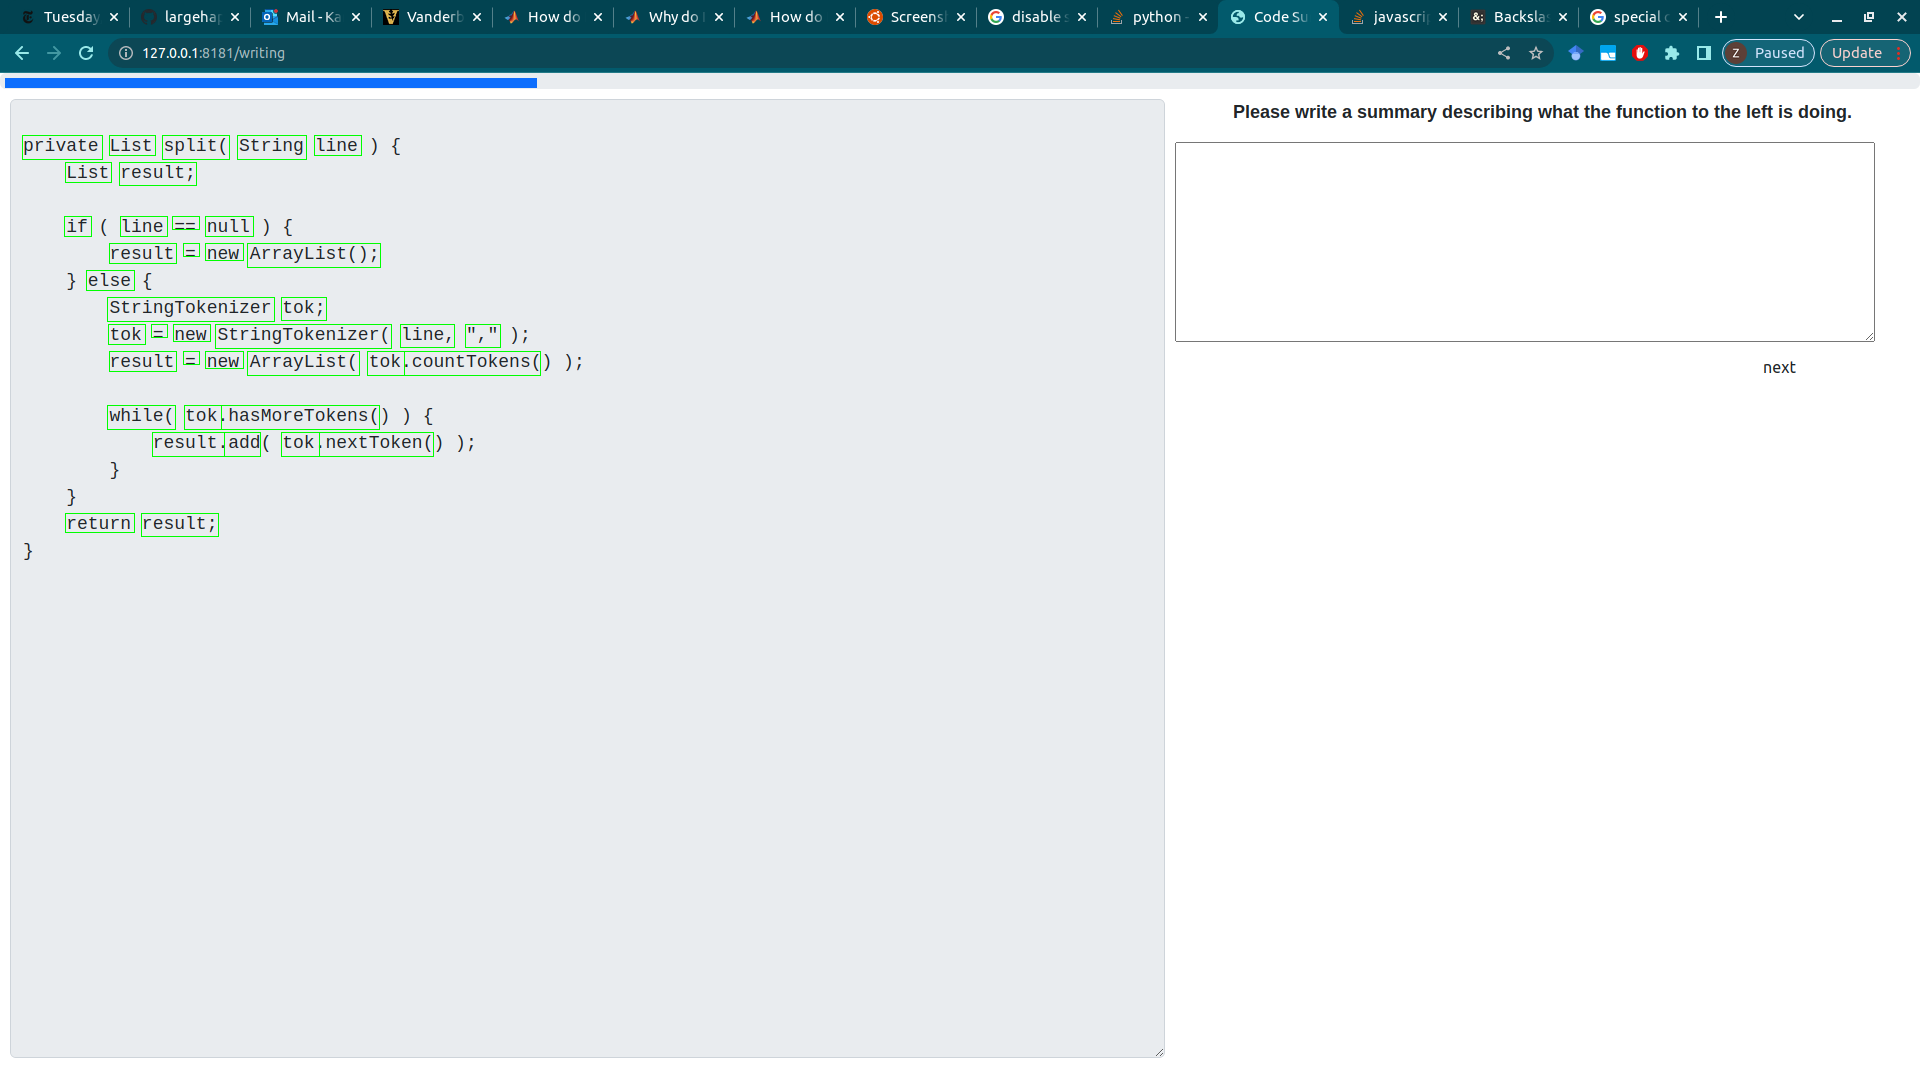 Tuesday
largehap
Mail - Ka
Vanderb
How do
Why do
How do
Screensh
disable s
python -
Code Su
javascrip
Backslas
special c
127.0.0.1:8181/writing
Z Paused
Update
Please write a summary describing what the function to the left is doing.
private List split( String line ) {
List result;
if ( line == null ) {
result = new ArrayList();
} else {
StringTokenizer tok;
tok = new StringTokenizer( line, "," );
result = new ArrayList( tok.countTokens() );
while( tok.hasMoreTokens() ) {
result.add( tok.nextToken() );
}
}
return result;
}
next